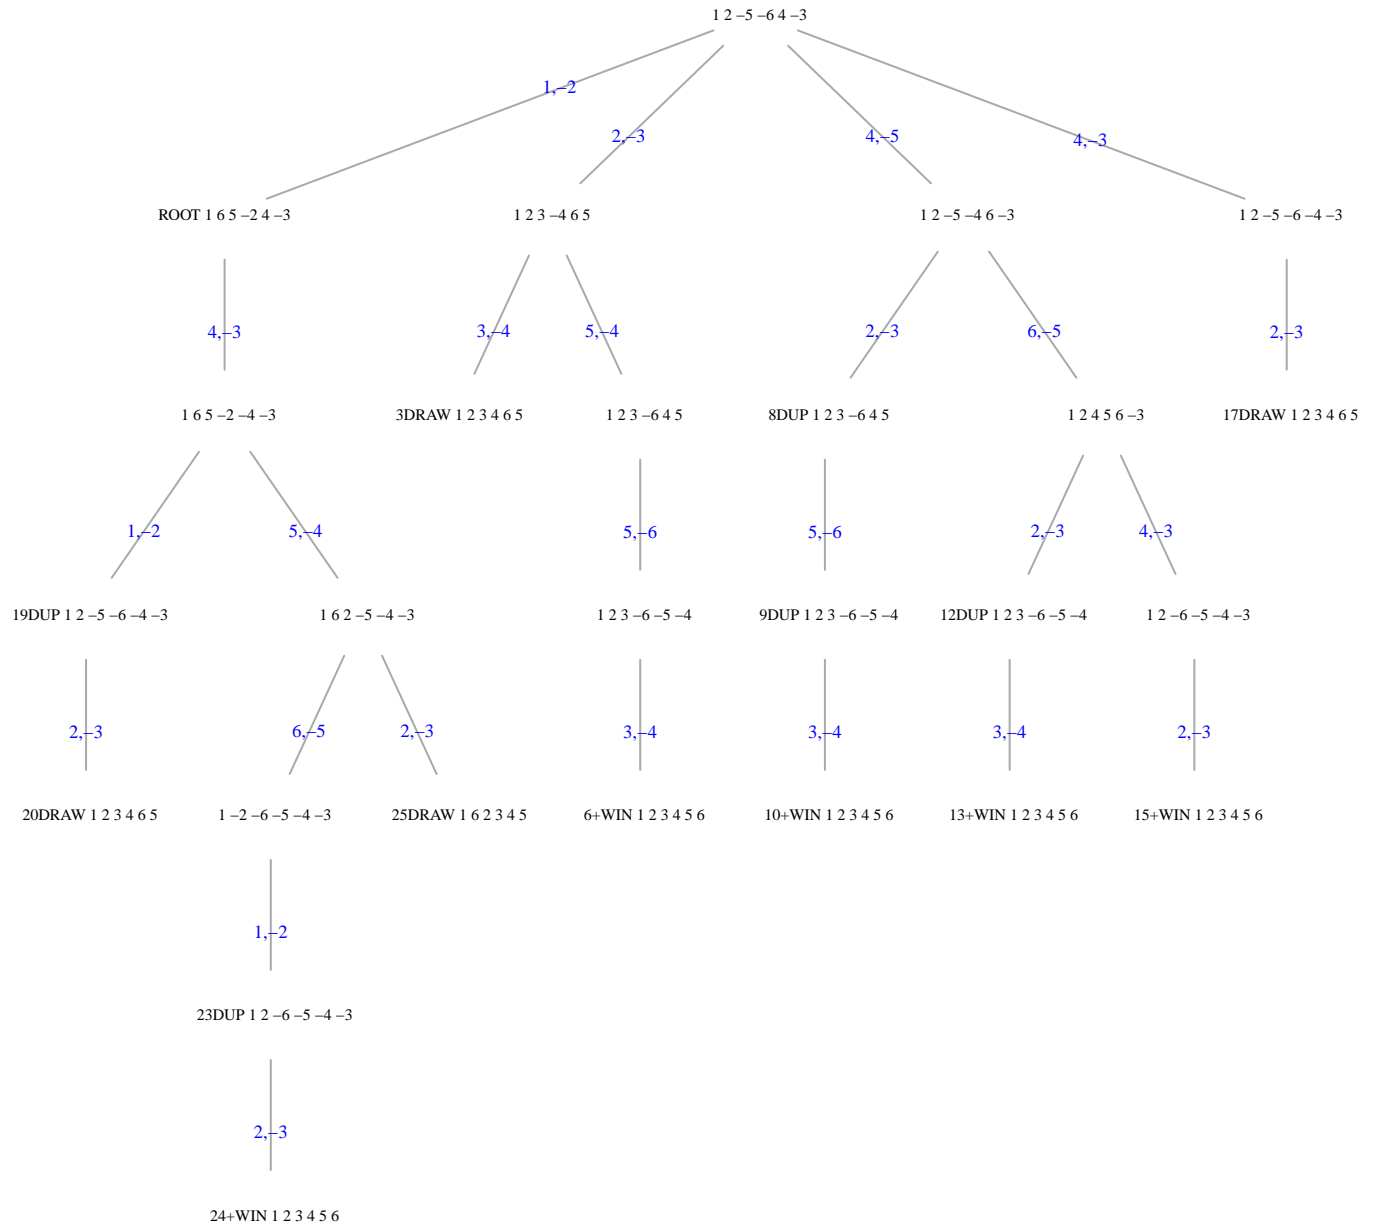 1 2 −5 −6 4 −3
1,−2
2,−3
4,−5
4,−3
ROOT 1 6 5 −2 4 −3
1 2 3 −4 6 5
1 2 −5 −4 6 −3
1 2 −5 −6 −4 −3
4,−3
3,−4
5,−4
2,−3
6,−5
2,−3
1 6 5 −2 −4 −3
3DRAW 1 2 3 4 6 5
1 2 3 −6 4 5
8DUP 1 2 3 −6 4 5
1 2 4 5 6 −3
17DRAW 1 2 3 4 6 5
1,−2
5,−4
5,−6
5,−6
2,−3
4,−3
19DUP 1 2 −5 −6 −4 −3
1 6 2 −5 −4 −3
1 2 3 −6 −5 −4
9DUP 1 2 3 −6 −5 −4
12DUP 1 2 3 −6 −5 −4
1 2 −6 −5 −4 −3
2,−3
6,−5
2,−3
3,−4
3,−4
3,−4
2,−3
20DRAW 1 2 3 4 6 5
1 −2 −6 −5 −4 −3
25DRAW 1 6 2 3 4 5
6+WIN 1 2 3 4 5 6
10+WIN 1 2 3 4 5 6
13+WIN 1 2 3 4 5 6
15+WIN 1 2 3 4 5 6
1,−2
23DUP 1 2 −6 −5 −4 −3
2,−3
24+WIN 1 2 3 4 5 6